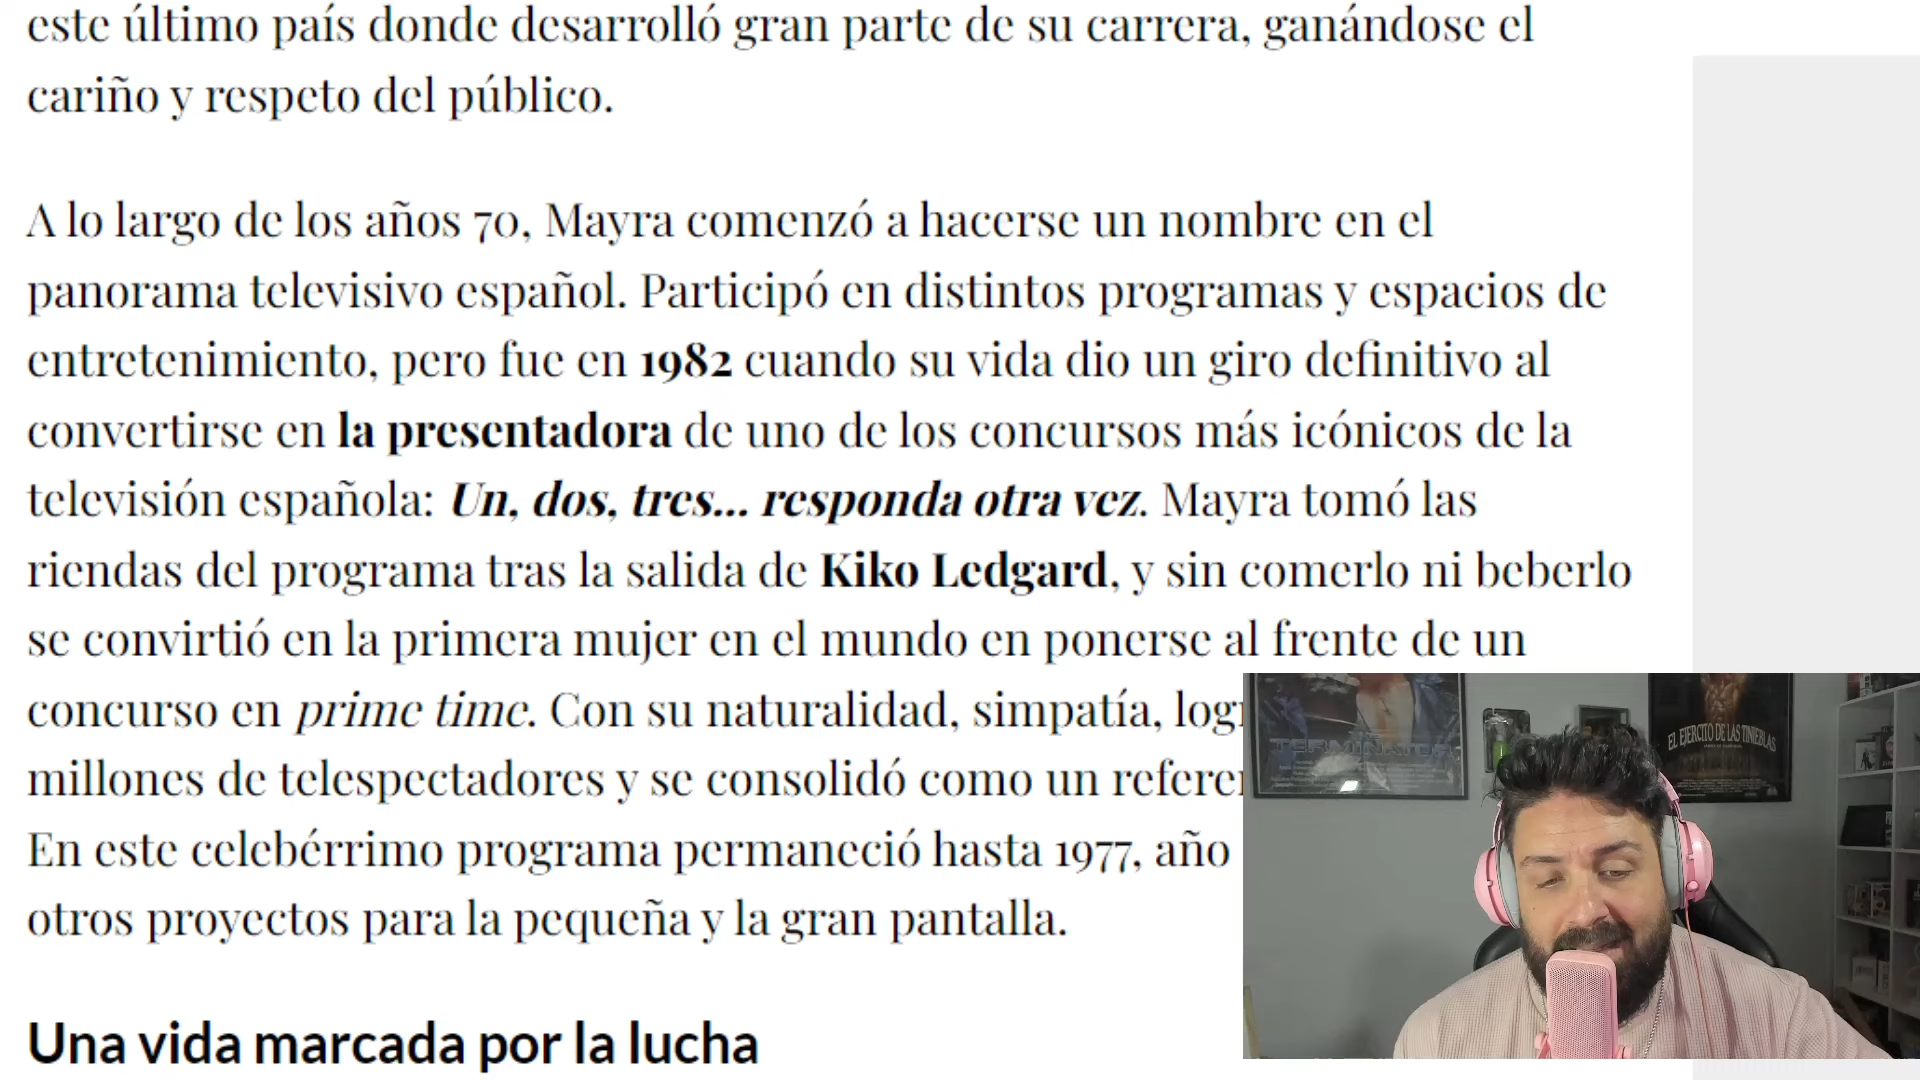 este último país donde desarrolló gran parte de su carrera, ganándose el
cariño y respeto del público.
A lo largo de los años 70, Mayra comenzó a hacerse un nombre en el
panorama televisivo español. Participó en distintos programas y espacios de
entretenimiento, pero fue en 1982 cuando su vida dio un giro definitivo al
convertirse en la presentadora de uno de los concursos más icónicos de la
televisión española: Un, dos, tres... responda otra vez. Mayra tomó las
riendas del programa tras la salida de Kiko Ledgard, y sin comerlo ni beberlo
se convirtió en la primera mujer en el mundo en ponerse al frente de un
concurso en prime time. Con su naturalidad, simpatía,
millones de telespectadores y se consolidó como un
En este celebérrimo programa permaneció hasta 1977, año
otros proyectos para la pequeña y la gran pantalla.
Una vida marcada por la lucha
TERMINATOR
EL EJERCITO DE LAS TINIEBLAS